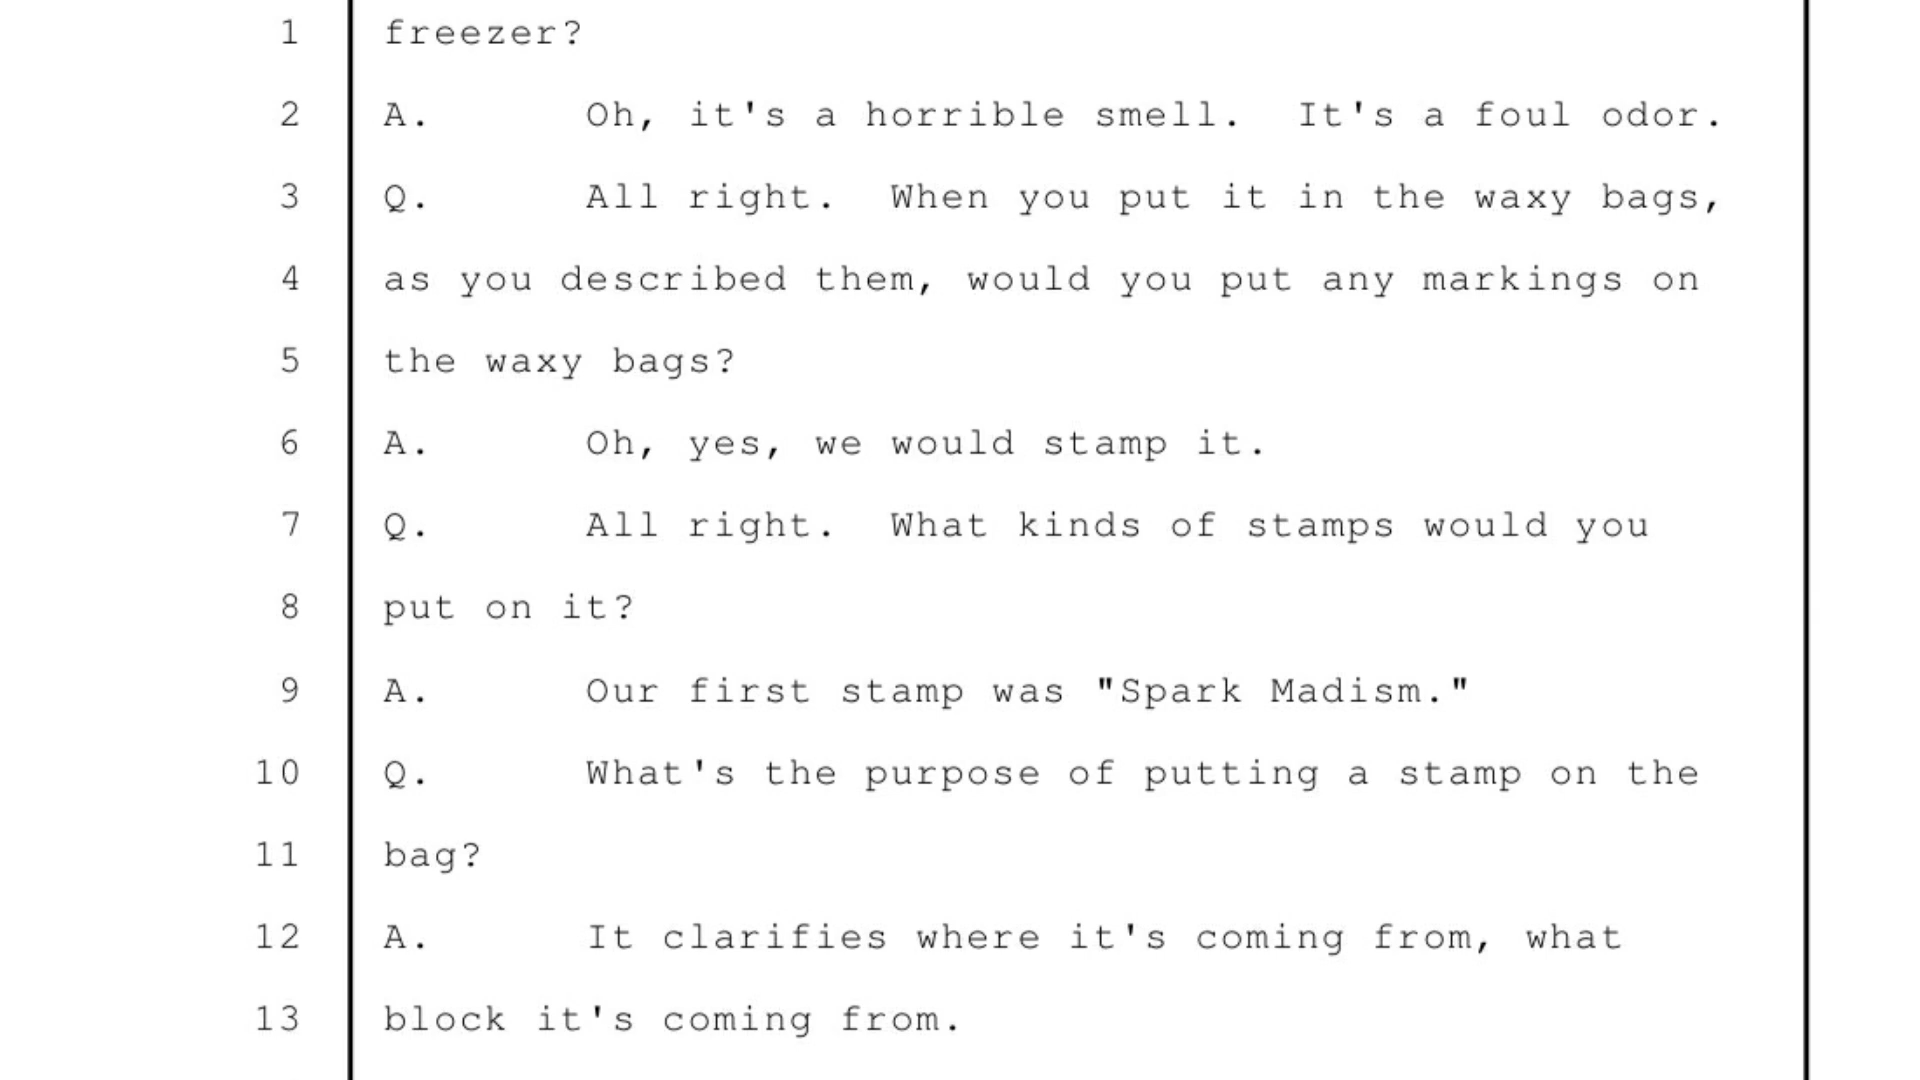 1 freezer?
2 A. Oh, it's a horrible smell. It's a foul odor.
3 Q. All right. When you put it in the waxy bags,
4 as you described them, would you put any markings on
5 the waxy bags?
6 A. Oh, yes, we would stamp it.
7 Q. All right. What kinds of stamps would you
8 put on it?
9 A. Our first stamp was "Spark Madism."
10 Q. What's the purpose of putting a stamp on the
11 bag?
12 A. It clarifies where it's coming from, what
13 block it's coming from.